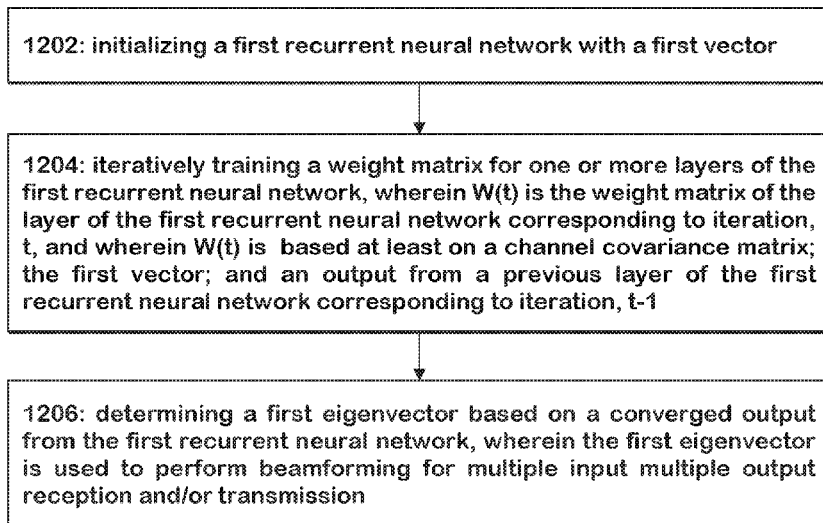 1202: initializing a first recurrent neural network with a first vector
1204: iteratively training a weight matrix for one or more layers of the
first recurrent neural network, wherein W(t) is the weight matrix of the
layer of the first recurrent neural network corresponding to iteration,
t, and wherein W(t) is based at least on a channel covariance matrix;
the first vector; and an output from a previous layer of the first
recurrent neural network corresponding to iteration, t-1
1206: determining a first eigenvector based on a converged output
from the first recurrent neural network, wherein the first eigenvector
is used to perform beamforming for multiple input multiple output
reception and/or transmission